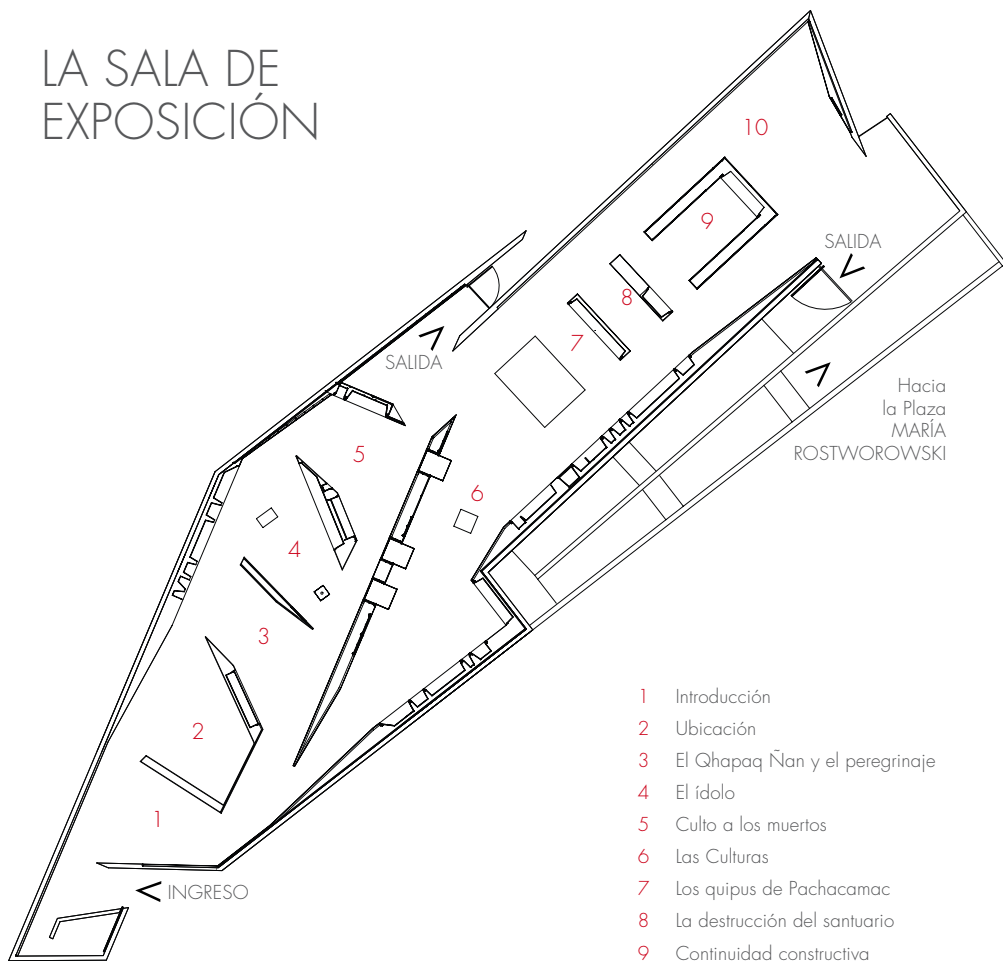 LA SALA DE
EXPOSICIÓN
10
9
SALIDA
8
7
SALIDA
Hacia
la Plaza
MARÍA
ROSTWOROWSKI
5
6
4
3
2
1
INGRESO
1 Introducción
2 Ubicación
3 El Qhapaq Ñan y el peregrinaje
4 El ídolo
5 Culto a los muertos
6 Las Culturas
7 Los quipus de Pachacamac
8 La destrucción del santuario
9 Continuidad constructiva